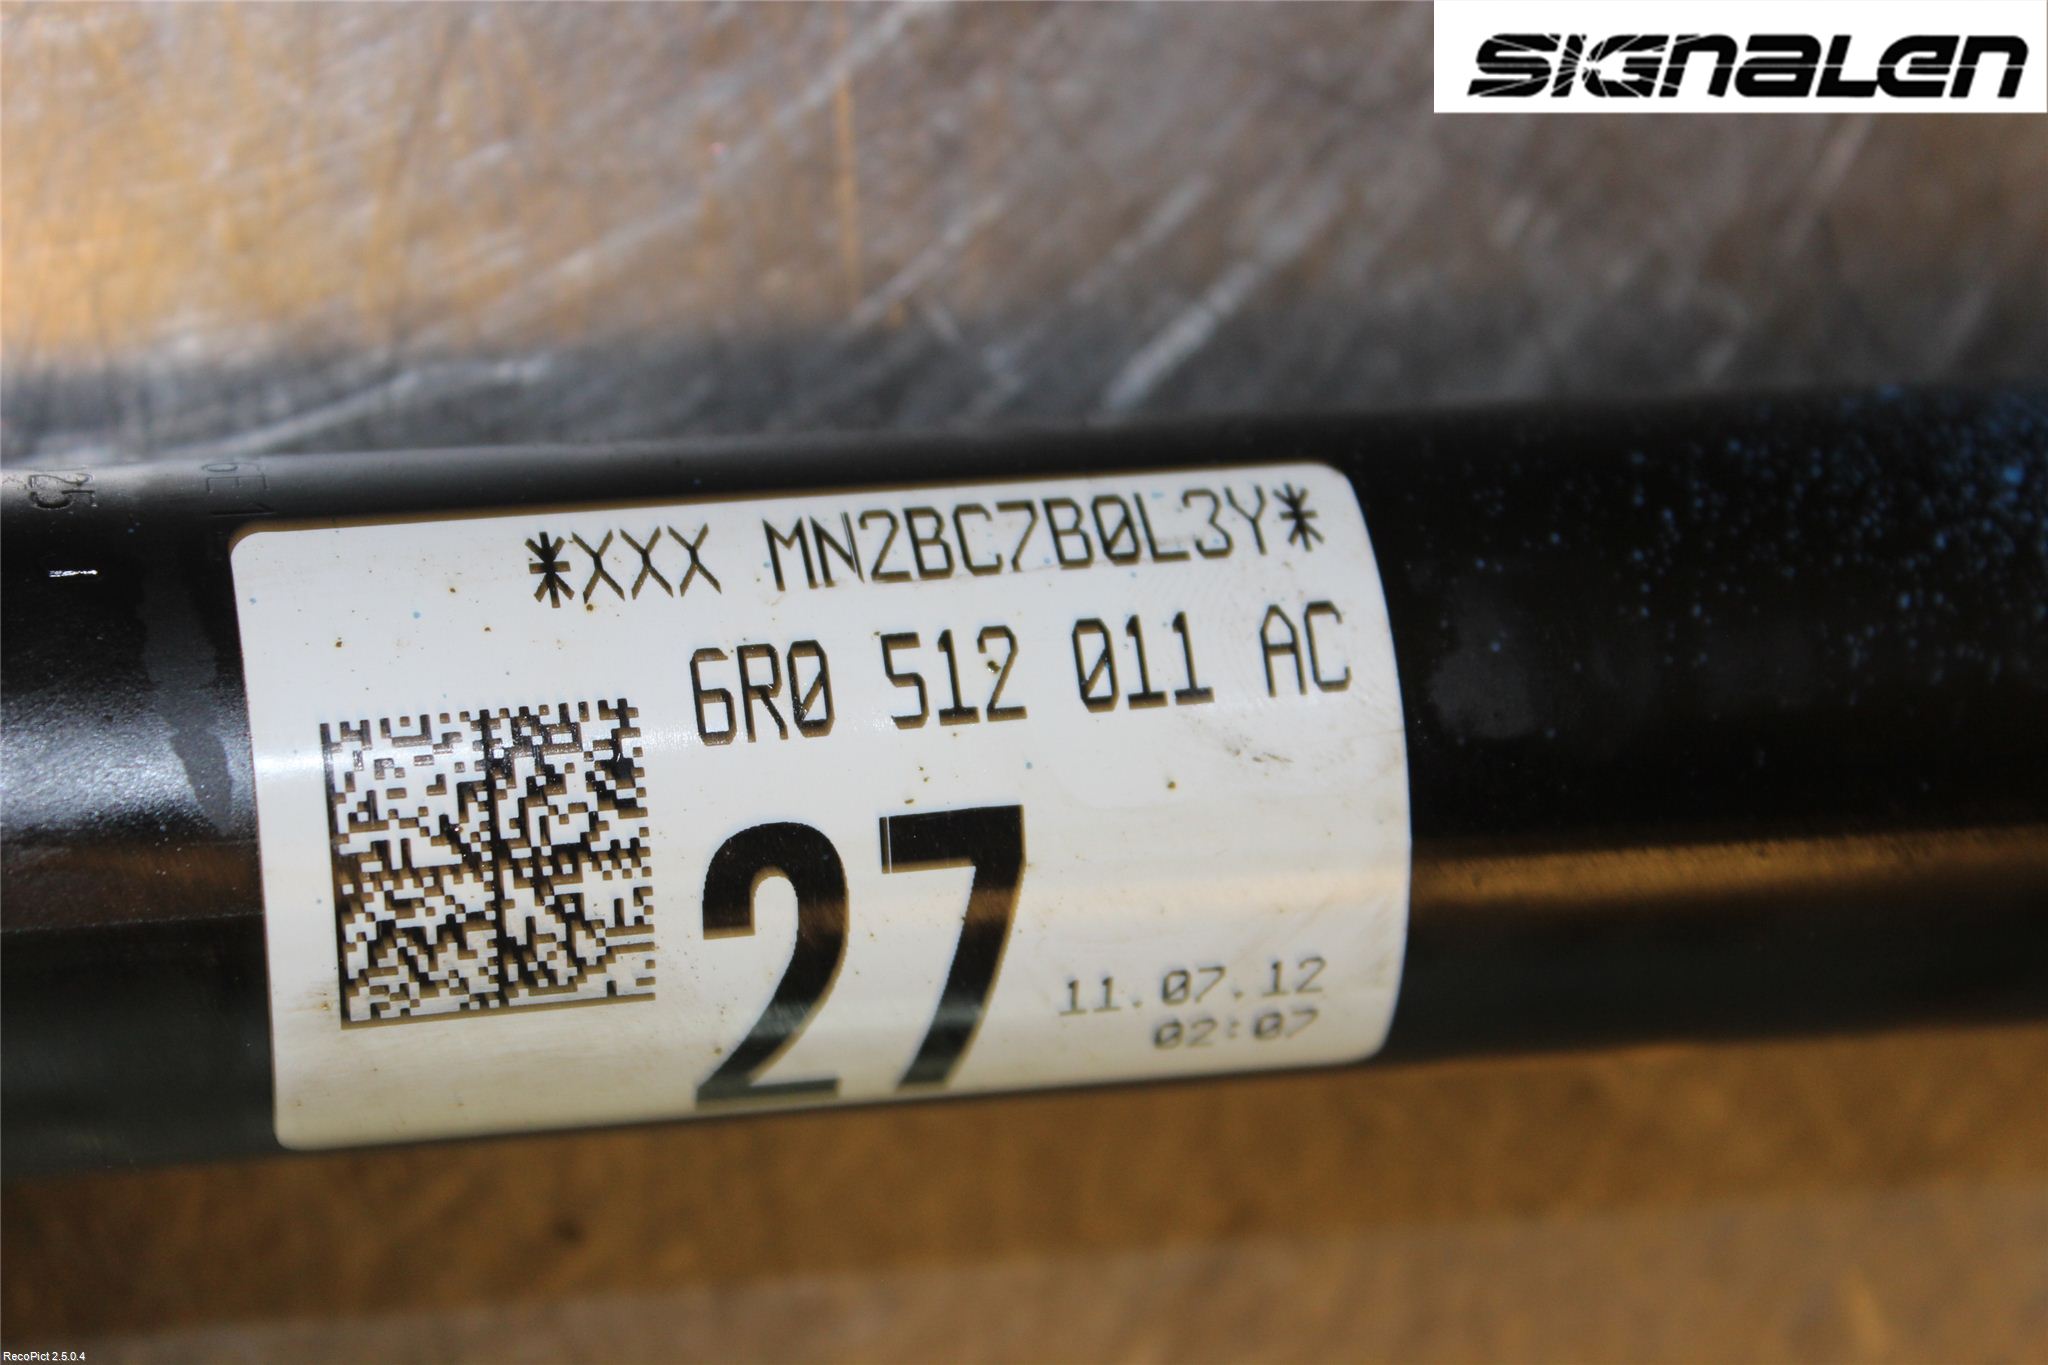 SIGNALEN
*XXX MN2BC7B0L3Y*
6R0 512 011 AC
27
11.07.12
02:07
RecoPict 2.5.0.4